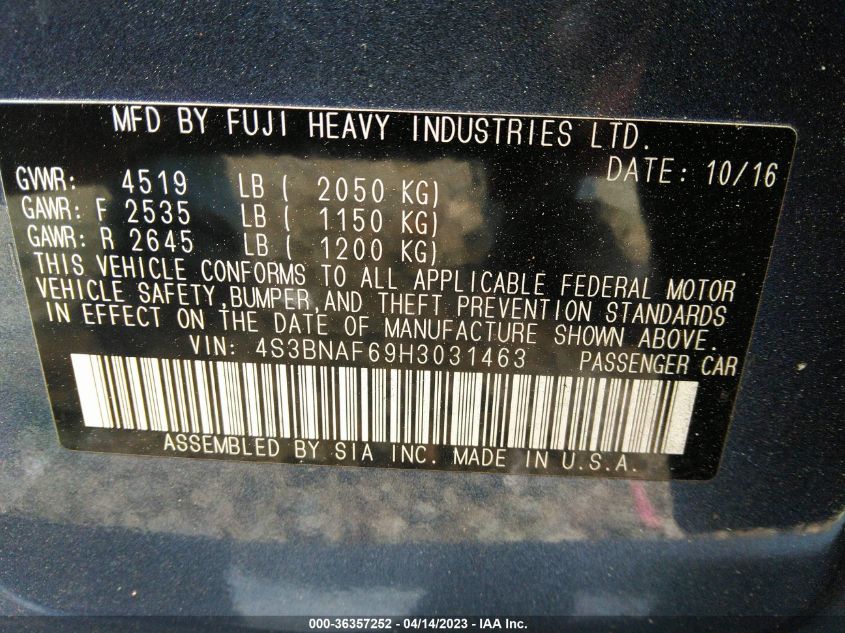 MFD BY FUJI HEAVY INDUSTRIES LTD.
DATE: 10/16
GVWR: 4519 LB ( 2050 KG)
GAWR: F 2535 LB ( 1150 KG)
GAWR: R 2645 LB ( 1200 KG)
THIS VEHICLE CONFORMS TO ALL APPLICABLE FEDERAL MOTOR
VEHICLE SAFETY, BUMPER, AND THEFT PREVENTION STANDARDS
IN EFFECT ON THE DATE OF MANUFACTURE SHOWN ABOVE.
VIN: 4S3BNAF69H3031463 PASSENGER CAR
ASSEMBLED BY SIA INC. MADE IN U.S.A.
000-36357252 - 04/14/2023 - IAA Inc.